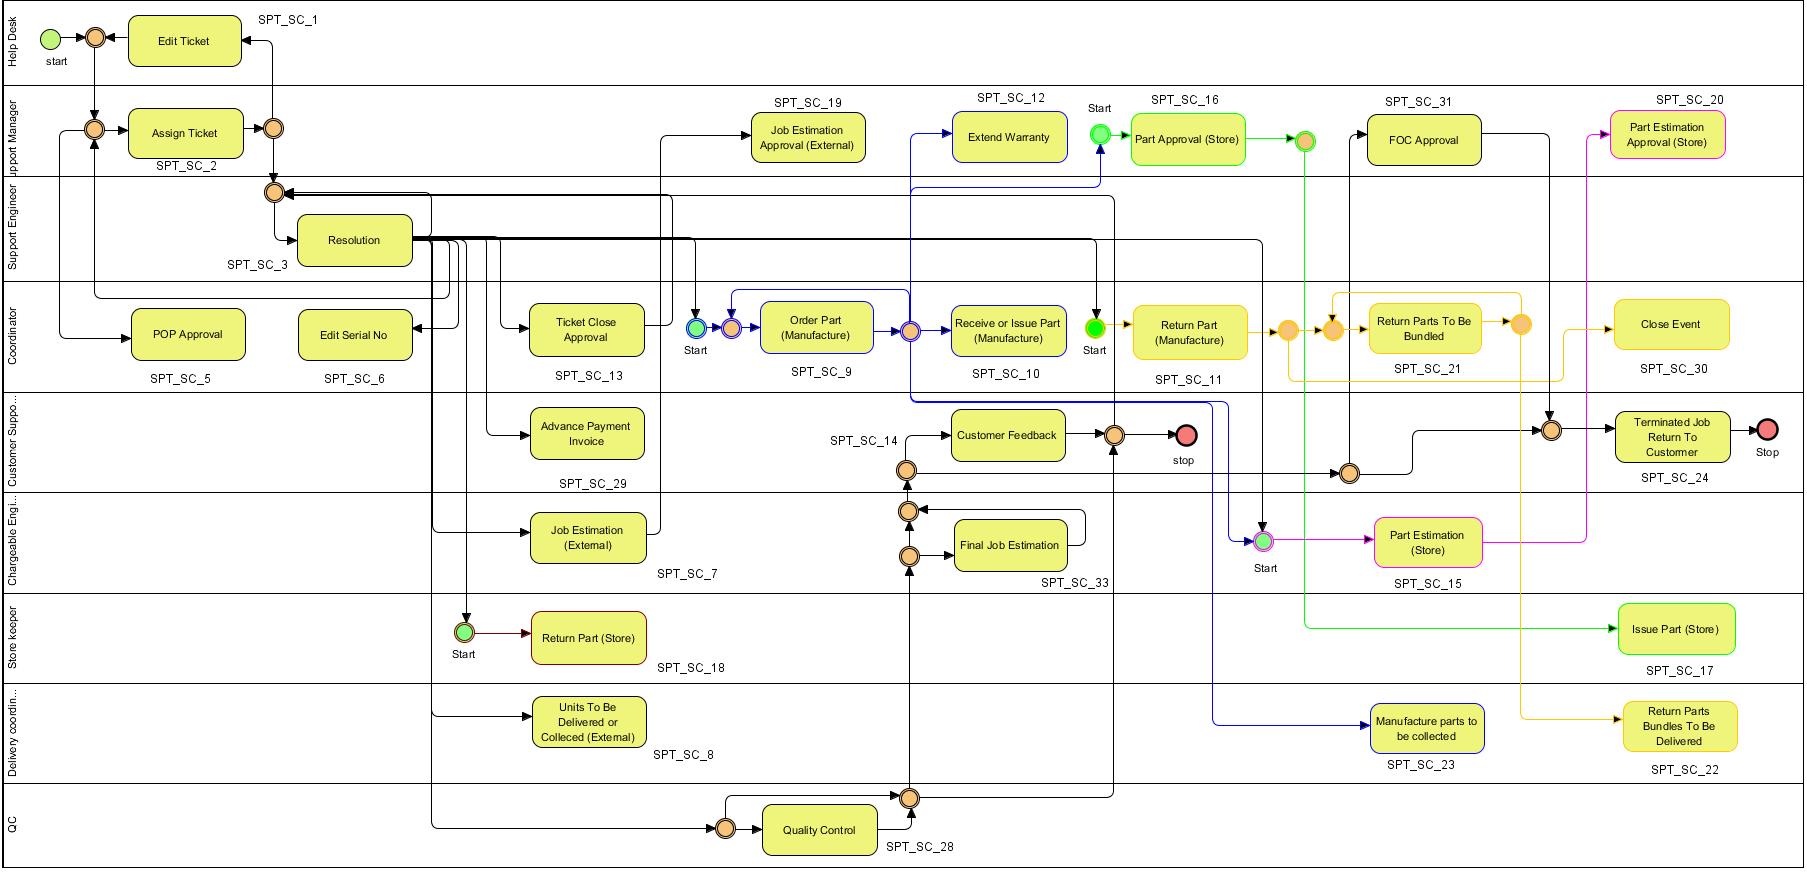 Help Desk
start
Edit Ticket
SPT_SC_1
upport Manager
Assign Ticket
SPT_SC_2
SPT_SC_19
Job Estimation
Approval (External)
SPT_SC_12
Extend Warranty
Start
SPT_SC_16
Part Approval (Store)
SPT_SC_31
FOC Approval
SPT_SC_20
Part Estimation
Approval (Store)
Support Engineer
Resolution
SPT_SC_3
Coordinator
POP Approval
SPT_SC_5
Edit Serial No
SPT_SC_6
Ticket Close
Approval
SPT_SC_13
Start
Order Part
(Manufacture)
SPT_SC_9
Receive or Issue Part
(Manufacture)
SPT_SC_10
Start
Return Part
(Manufacture)
SPT_SC_11
Return Parts To Be
Bundled
SPT_SC_21
Close Event
SPT_SC_30
Customer Suppo...
Advance Payment
Invoice
SPT_SC_29
SPT_SC_14
Customer Feedback
stop
Terminated Job
Return To
Custormer
SPT_SC_24
Stop
Chargeable Engi...
Job Estimation
(External)
SPT_SC_7
Final Job Estimation
SPT_SC_33
Start
Part Estimation
(Store)
SPT_SC_15
Store keeper
Start
Return Part (Store)
SPT_SC_18
Issue Part (Store)
SPT_SC_17
Delivery coordin...
Units To Be
Delivered or
Colleced (External)
SPT_SC_8
Manufacture parts to
be collected
SPT_SC_23
Return Parts
Bundles To Be
Delivered
SPT_SC_22
QC
Quality Control
SPT_SC_28